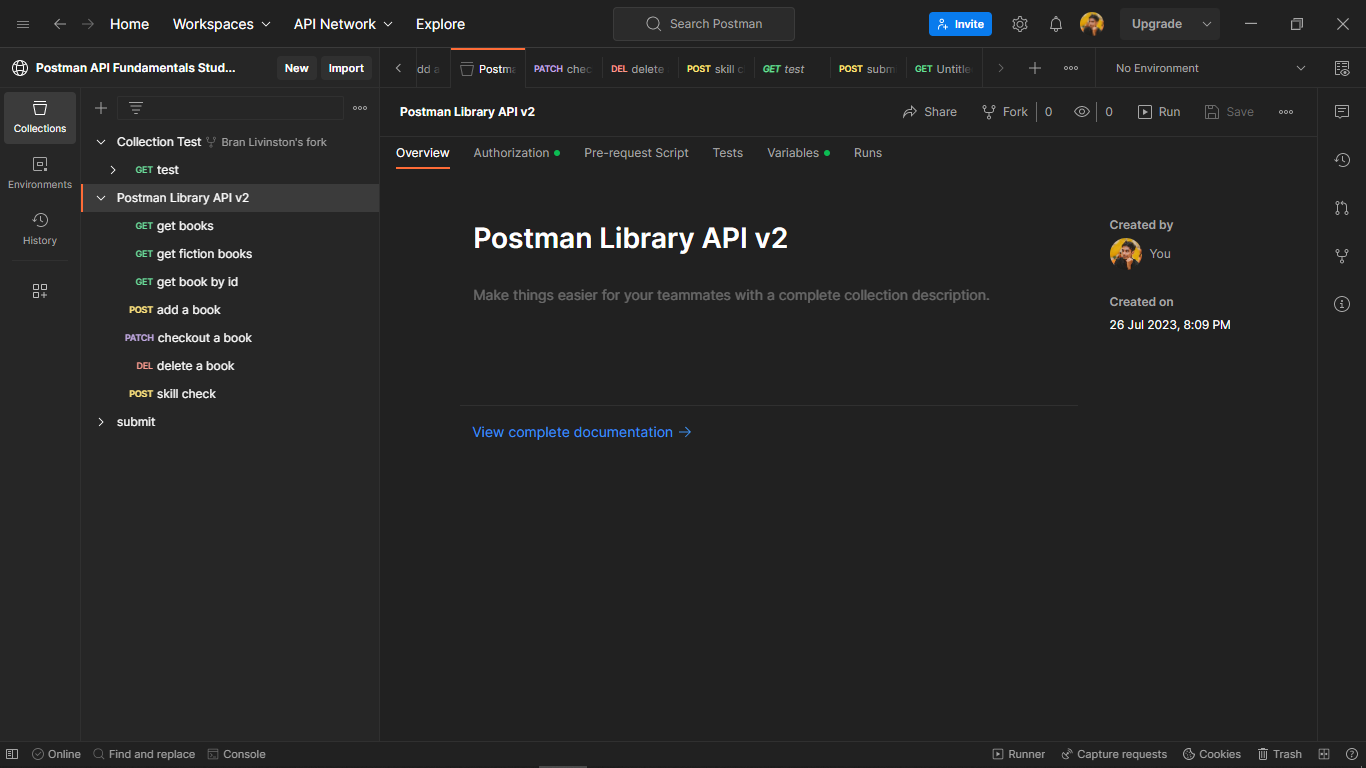 Home Workspaces API Network Explore Search Postman Invite Upgrade
Postman API Fundamentals Stud... New Import
dd a Postma PATCH chec DEL delete POST skill c GET test POST subm GET Untitle No Environment
Collections
Environments
History
Collection Test Bran Livinston's fork
GET test
Postman Library API v2
GET get books
GET get fiction books
GET get book by id
POST add a book
PATCH checkout a book
DEL delete a book
POST skill check
submit
Postman Library API v2 Share Fork 0 0 Run Save
Overview Authorization Pre-request Script Tests Variables Runs
Postman Library API v2
Make things easier for your teammates with a complete collection description.
View complete documentation →
Created by
You
Created on
26 Jul 2023, 8:09 PM
Online Find and replace Console Runner Capture requests Cookies Trash